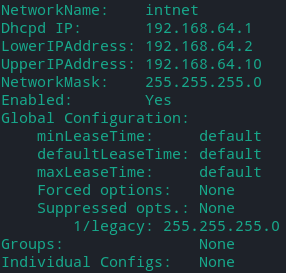 NetworkName:    intnet
Dhcpd IP:       192.168.64.1
LowerIPAddress: 192.168.64.2
UpperIPAddress: 192.168.64.10
NetworkMask:    255.255.255.0
Enabled:        Yes
Global Configuration:
    minLeaseTime:     default
    defaultLeaseTime: default
    maxLeaseTime:     default
    Forced options:   None
    Suppressed opts.: None
        1/legacy: 255.255.255.0
Groups:               None
Individual Configs:   None